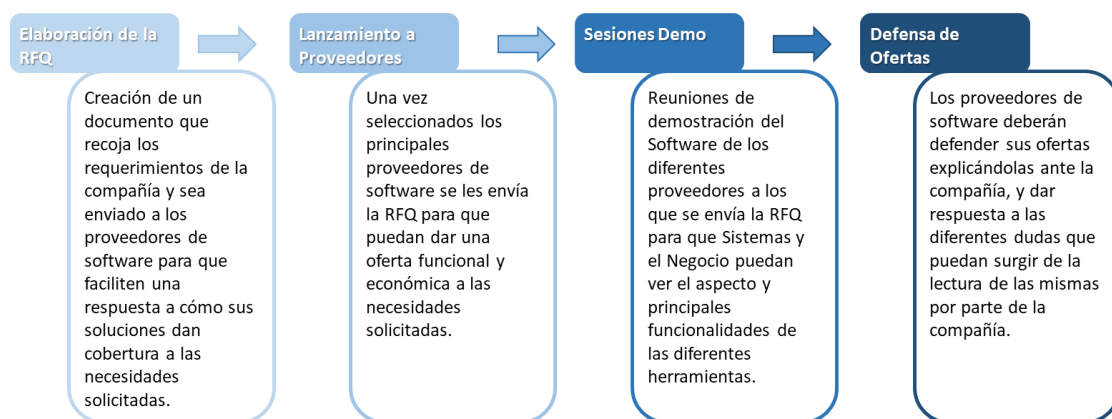 Elaboración de la
RFQ
Creación de un
documento que
recoja los
requerimientos de la
compañía y sea
enviado a los
proveedores de
software para que
faciliten una
respuesta a cómo sus
soluciones dan
cobertura a las
necesidades
solicitadas.
Lanzamiento a
Proveedores
Una vez
seleccionados los
principales
proveedores de
software se les envía
la RFQ para que
puedan dar una
oferta funcional y
económica a las
necesidades
solicitadas.
Sesiones Demo
Reuniones de
demostración del
Software de los
diferentes
proveedores a los
que se envía la RFQ
para que Sistemas y
el Negocio puedan
ver el aspecto y
principales
funcionalidades de
las diferentes
herramientas.
Defensa de
Ofertas
Los proveedores de
software deberán
defender sus ofertas
explicándolas ante la
compañía, y dar
respuesta a las
diferentes dudas que
puedan surgir de la
lectura de las mismas
por parte de la
compañía.